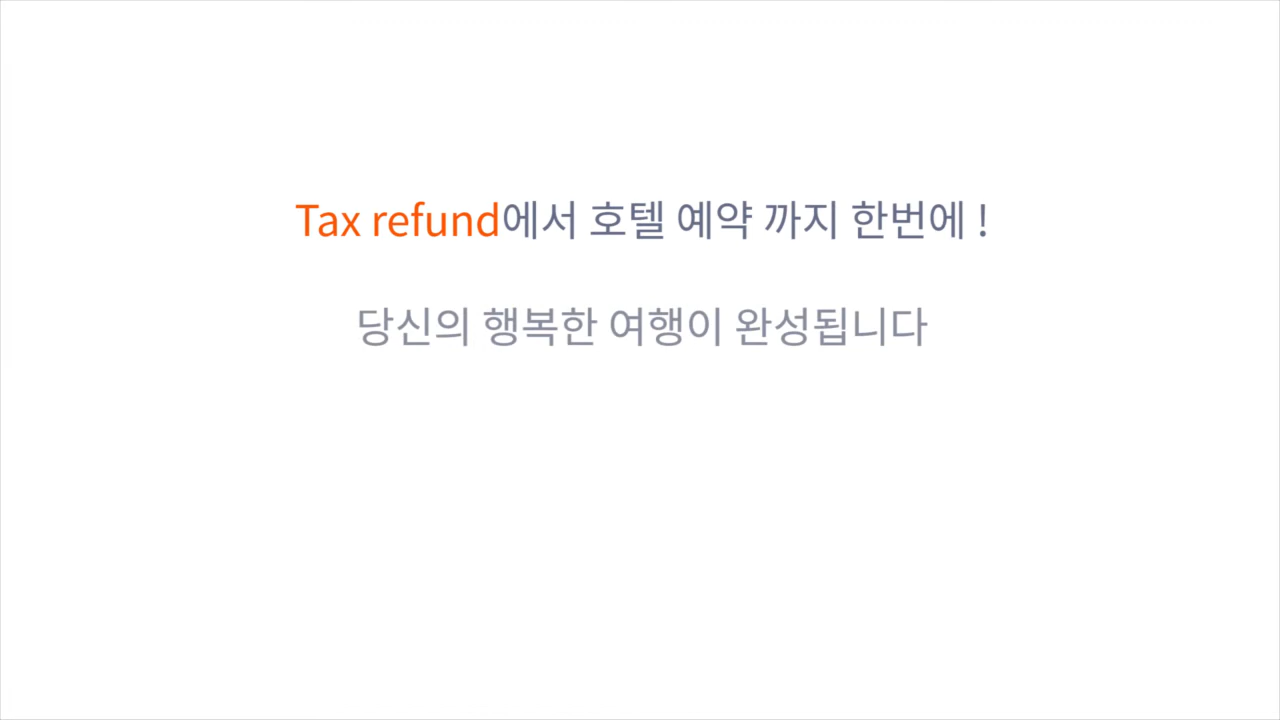 Tax refund에서 호텔 예약 까지 한번에 !
당신의 행복한 여행이 완성됩니다